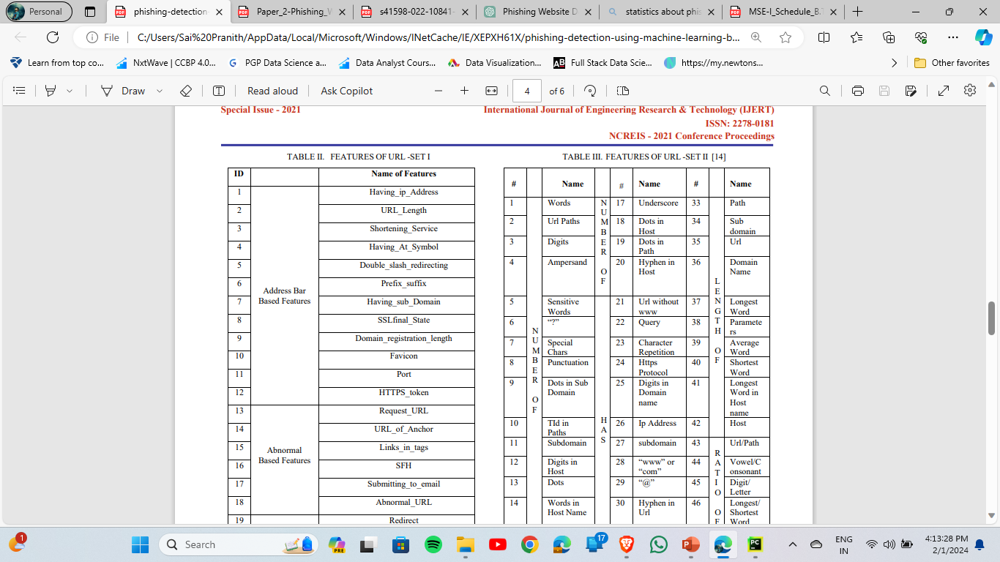 Personal
phishing-detection-
Paper_2-Phishing_
s41598-022-10841-
Phishing Website D
statistics about phis
MSE-I_Schedule_B.
File
C:/Users/Sai%20Pranith/AppData/Local/Microsoft/Windows/INetCache/IE/XEPXH61X/phishing-detection-using-machine-learning-b...
Learn from top co...
NxtWave | CCBP 4.0...
G PGP Data Science a...
Data Analyst Cours...
Data Visualization...
AB Full Stack Data Scie...
https://my.newtons...
Other favorites
Draw
Read aloud
Ask Copilot
4 of 6
Special Issue - 2021
International Journal of Engineering Research & Technology (IJERT)
ISSN: 2278-0181
NCREIS - 2021 Conference Proceedings
TABLE II. FEATURES OF URL -SET I
ID Name of Features
1 Having_ip_Address
2 URL_Length
3 Shortening_Service
4 Having_At_Symbol
5 Double_slash_redirecting
6 Prefix_suffix
Address Bar
Based Features
7 Having_sub_Domain
8 SSLfinal_State
9 Domain_registration_length
10 Favicon
11 Port
12 HTTPS_token
13 Request_URL
14 URL_of_Anchor
15 Links_in_tags
Abnormal
Based Features
16 SFH
17 Submitting_to_email
18 Abnormal_URL
19 Redirect
TABLE III. FEATURES OF URL -SET II [14]
# Name # Name # Name
NUMBER OF
NUMBER OF
HAS
LENGTH OF
RATIO OF
1 Words 17 Underscore 33 Path
2 Url Paths 18 Dots in Host 34 Sub domain
3 Digits 19 Dots in Path 35 Url
4 Ampersand 20 Hyphen in Host 36 Domain Name
5 Sensitive Words 21 Url without www 37 Longest Word
6 “?” 22 Query 38 Paramete rs
7 Special Chars 23 Character Repetition 39 Average Word
8 Punctuation 24 Https Protocol 40 Shortest Word
9 Dots in Sub Domain 25 Digits in Domain name 41 Longest Word in Host name
10 TId in Paths 26 Ip Address 42 Host
11 Subdomain 27 subdomain 43 Url/Path
12 Digits in Host 28 “www” or “com” 44 Vowel/C onsonant
13 Dots 29 “@” 45 Digit/ Letter
14 Words in Host Name 30 Hyphen in Url 46 Longest/ Shortest Word
1
Search
PRE
17
PC
ENG
IN
4:13:28 PM
2/1/2024